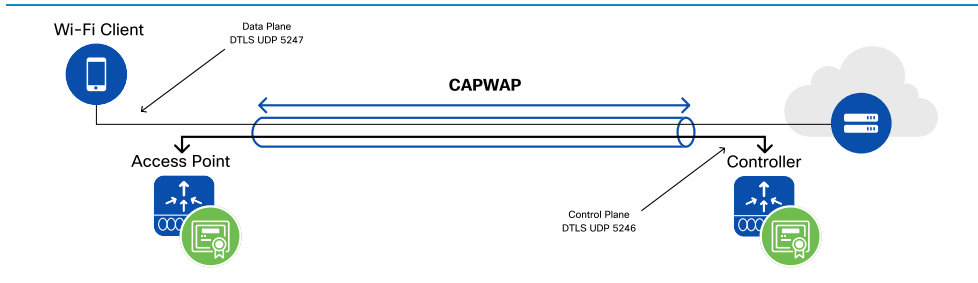 Wi-Fi Client
Data Plane
DTLS UDP 5247
CAPWAP
Access Point
Controller
Control Plane
DTLS UDP 5246